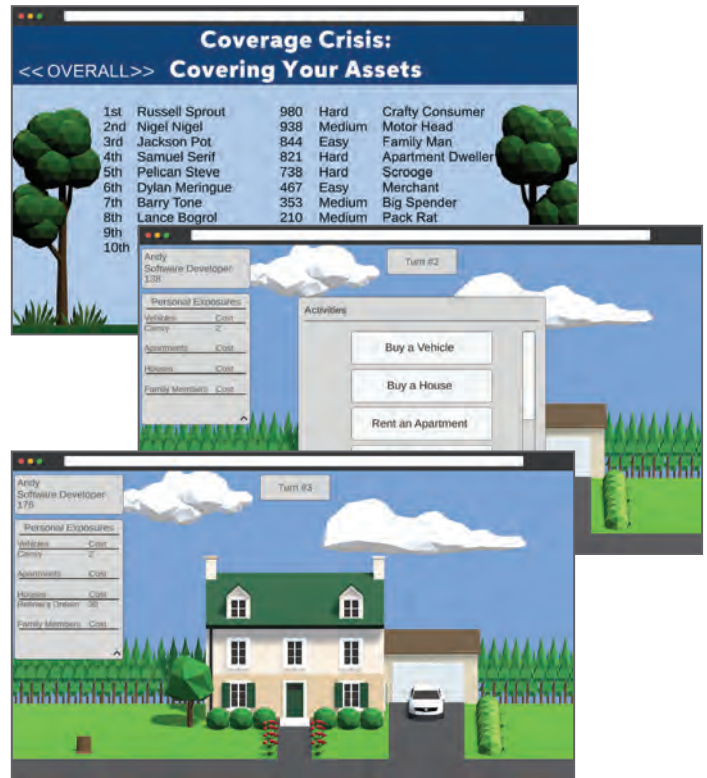 Coverage Crisis:
<< OVERALL>> Covering Your Assets
1st Russell Sprout 980 Hard Crafty Consumer
2nd Nigel Nigel 938 Medium Motor Head
3rd Jackson Pot 844 Easy Family Man
4th Samuel Serif 821 Hard Apartment Dweller
5th Pelican Steve 738 Hard Scrooge
6th Dylan Meringue 467 Easy Merchant
7th Barry Tone 353 Medium Big Spender
8th Lance Bogrol 210 Medium Pack Rat
9th
10th
Andy
Software Developer
138
Turn #2
Personal Exposures
Vehicles Cost
2
Apartments Cost
Houses Cost
Family Members Cost
Activities
Buy a Vehicle
Buy a House
Rent an Apartment
Andy
Software Developer
176
Turn #3
Personal Exposures
Vehicles Cost
2
Apartments Cost
Houses Cost
Family Members Cost